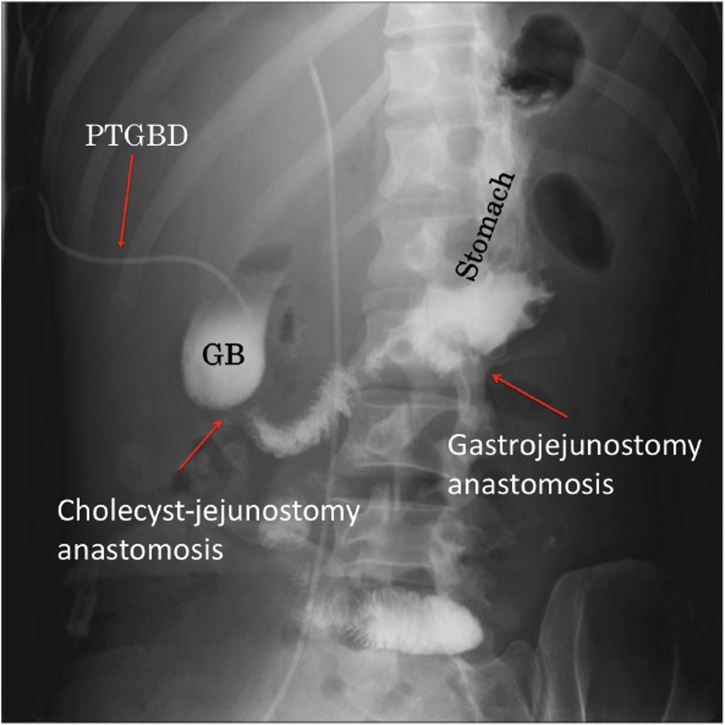 PTGBD
Stomach
GB
Gastrojejunostomy
anastomosis
Cholecyst-jejunostomy
anastomosis